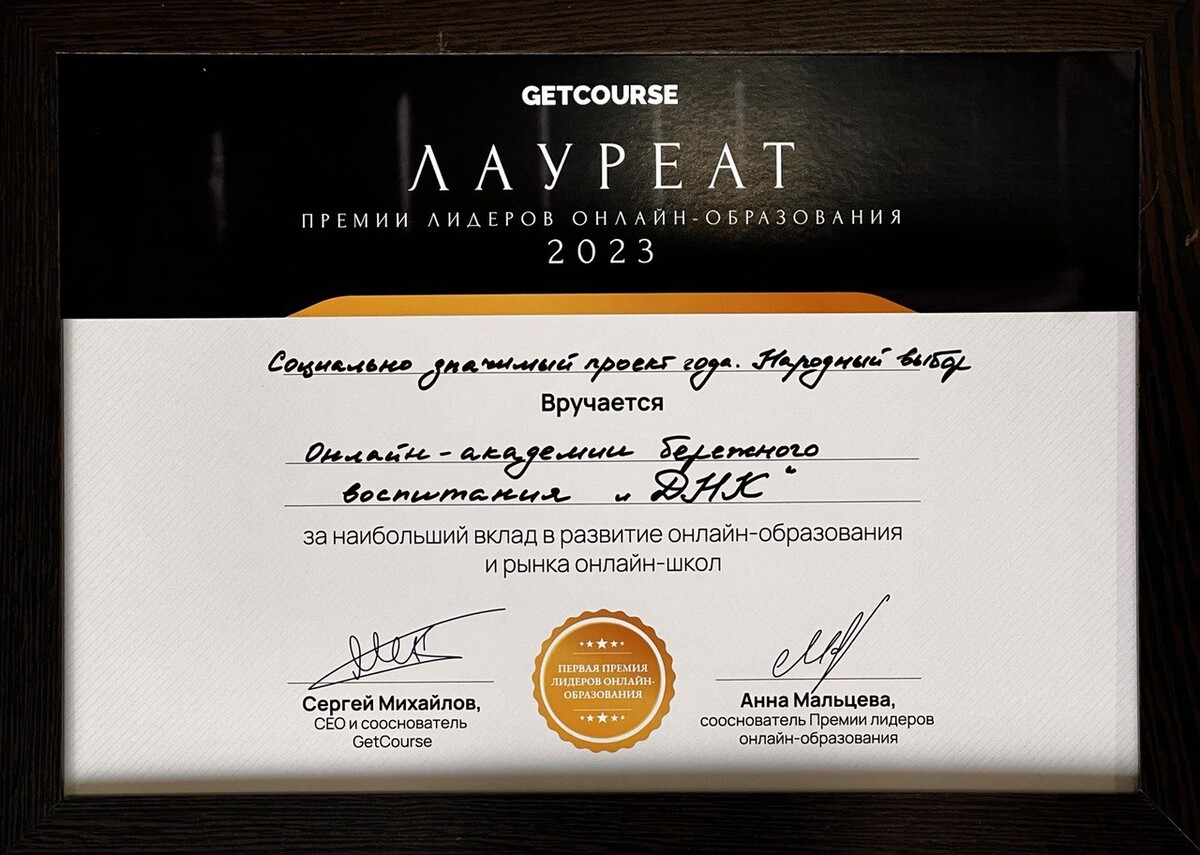 GETCOURSE
ЛАУРЕАТ
ПРЕМИИ ЛИДЕРОВ ОНЛАЙН-ОБРАЗОВАНИЯ
2023
Социально значимый проект года. Народный выбор
Вручается
Онлайн-академии бережного
воспитания „ДНК“
за наибольший вклад в развитие онлайн-образования
и рынка онлайн-школ
Сергей Михайлов,
CEO и сооснователь
GetCourse
ПЕРВАЯ ПРЕМИЯ
ЛИДЕРОВ ОНЛАЙН-
ОБРАЗОВАНИЯ
Анна Мальцева,
сооснователь Премии лидеров
онлайн-образования